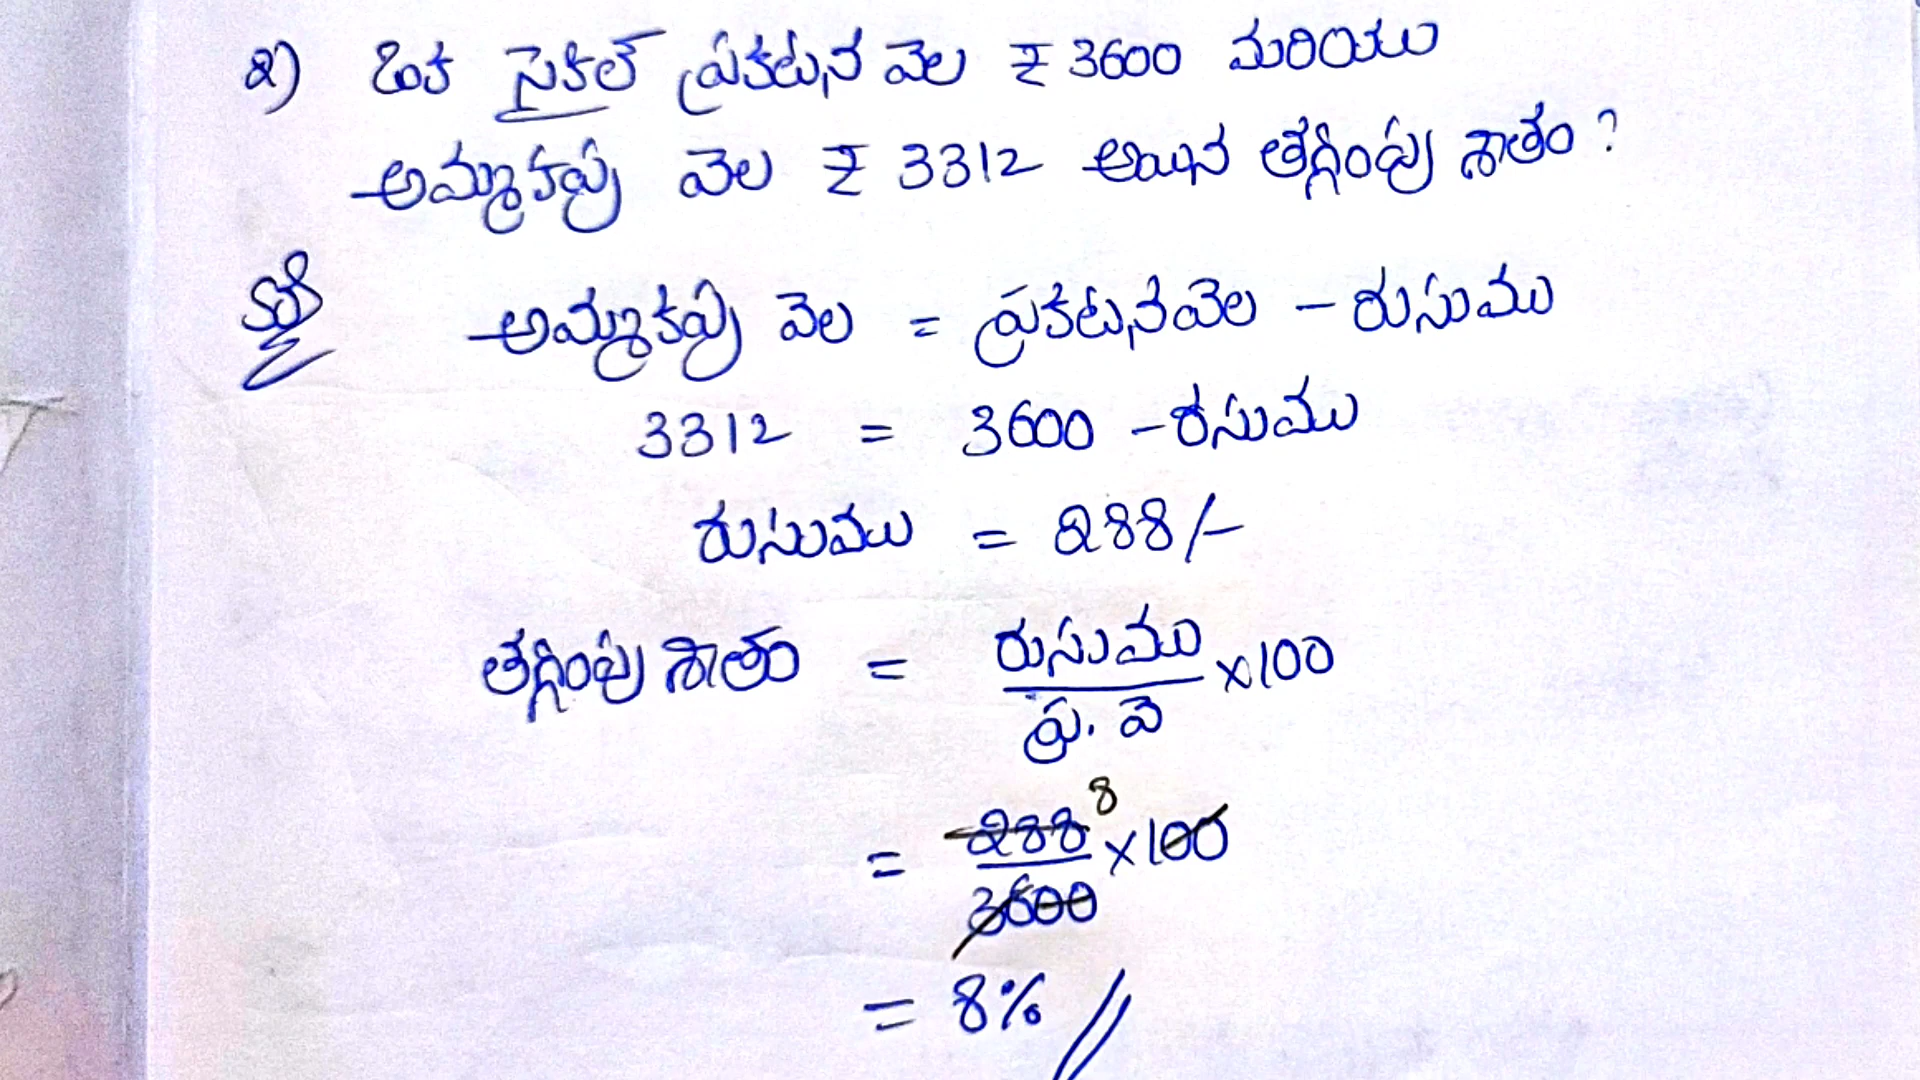 2) ఒక సైకిల్ ప్రకటన వెల ₹ 3600 మరియు
అమ్మకపు వెల ₹ 3312 అయిన తగ్గింపు శాతం?
అమ్మకపు వెల = ప్రకటనవెల - రుసుము
3312 = 3600 - రుసుము
రుసుము = 288/-
తగ్గింపు శాతం = రుసుము/ప్ర. వె × 100
= 288/3600 × 100 8
= 8% //